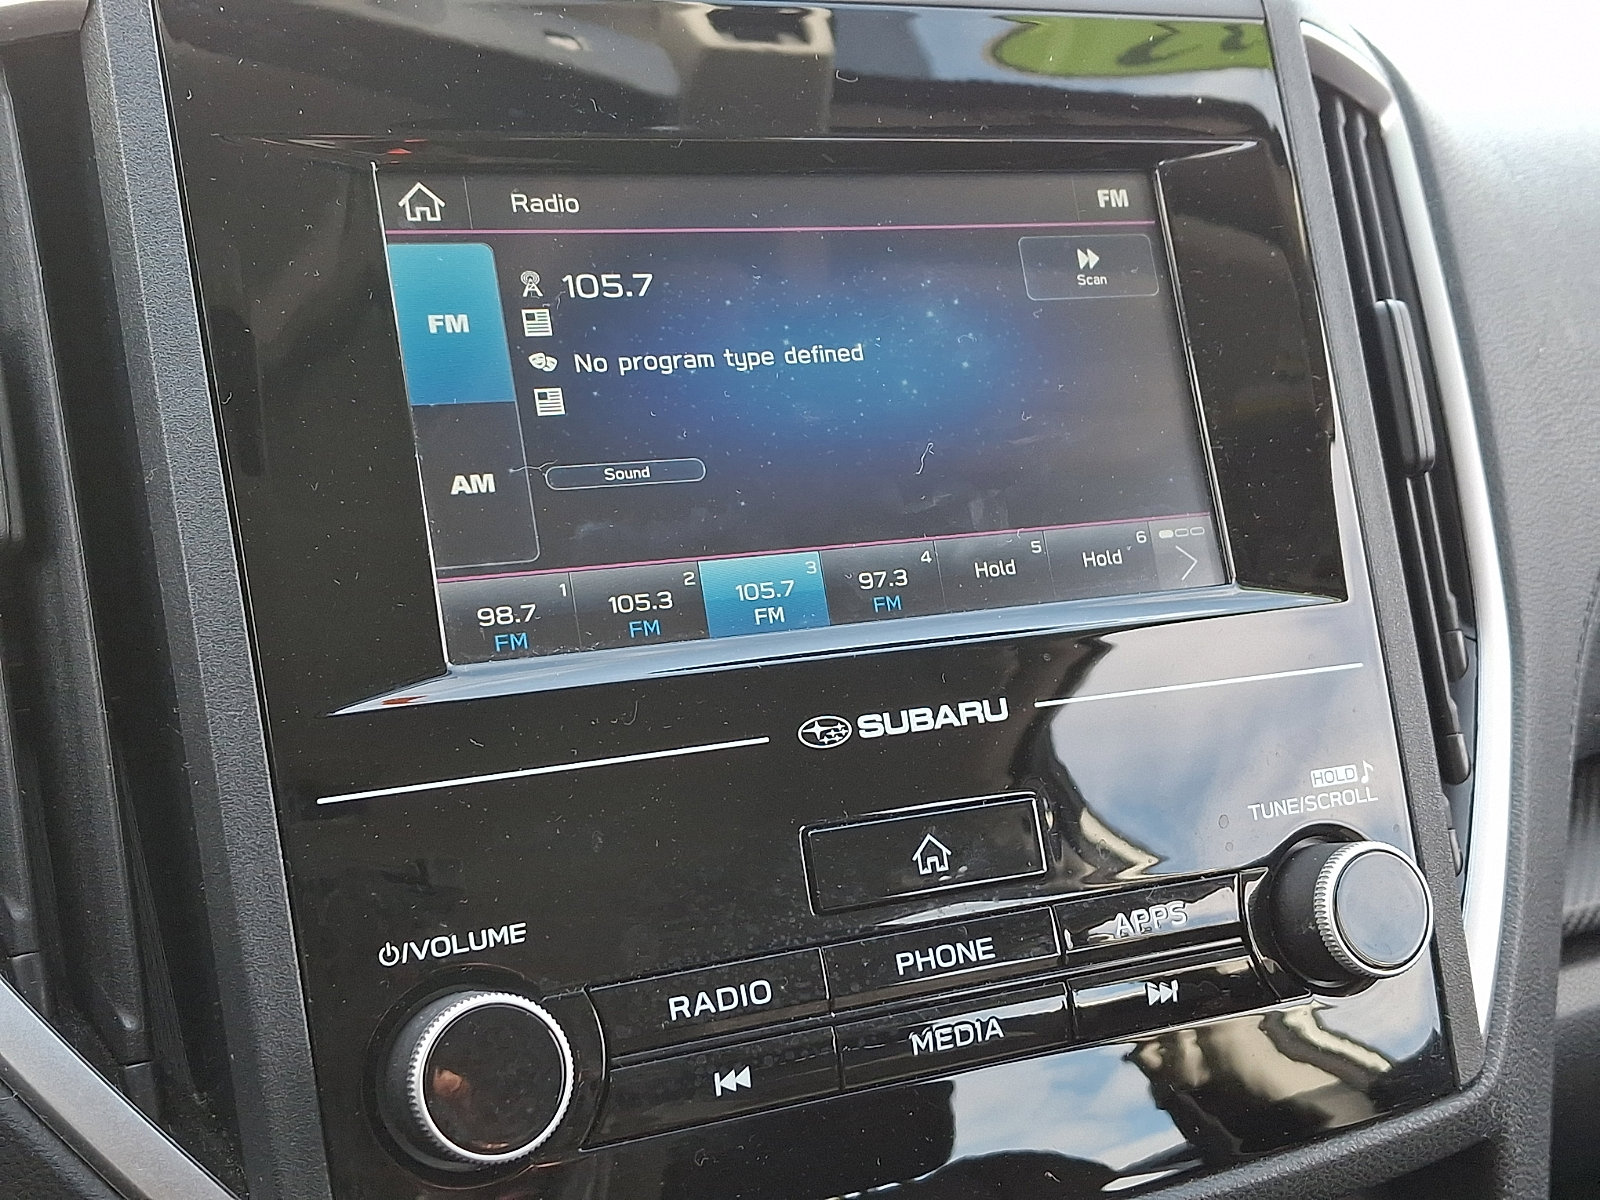 Radio
FM
FM
105.7
Scan
No program type defined
AM
Sound
1
98.7
FM
2
105.3
FM
3
105.7
FM
4
97.3
FM
5
Hold
6
Hold
SUBARU
HOLD
TUNE/SCROLL
/VOLUME
RADIO
PHONE
APPS
MEDIA